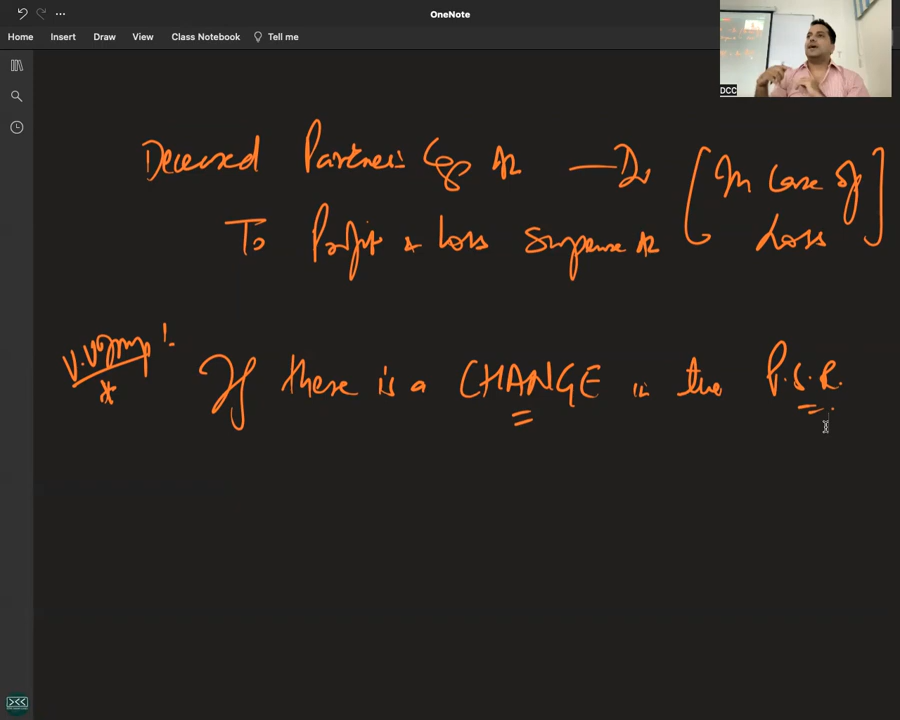 OneNote
Home Insert Draw View Class Notebook Tell me
DCC
Deceased Partner's Cap A/c —Dr [In Case of
To Profit & Loss Suspense A/c Loss]
V.V.Imp!
If there is a CHANGE in the P.S.R.